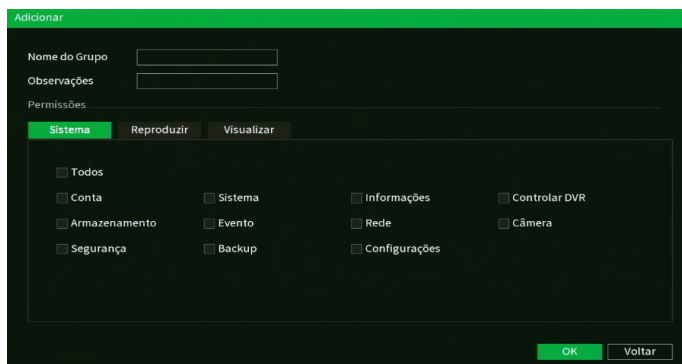 Adicionar
Nome do Grupo
Observações
Permissões
Sistema Reproduzir Visualizar
Todos
Conta Sistema Informações Controlar DVR
Armazenamento Evento Rede Câmera
Segurança Backup Configurações
OK Voltar